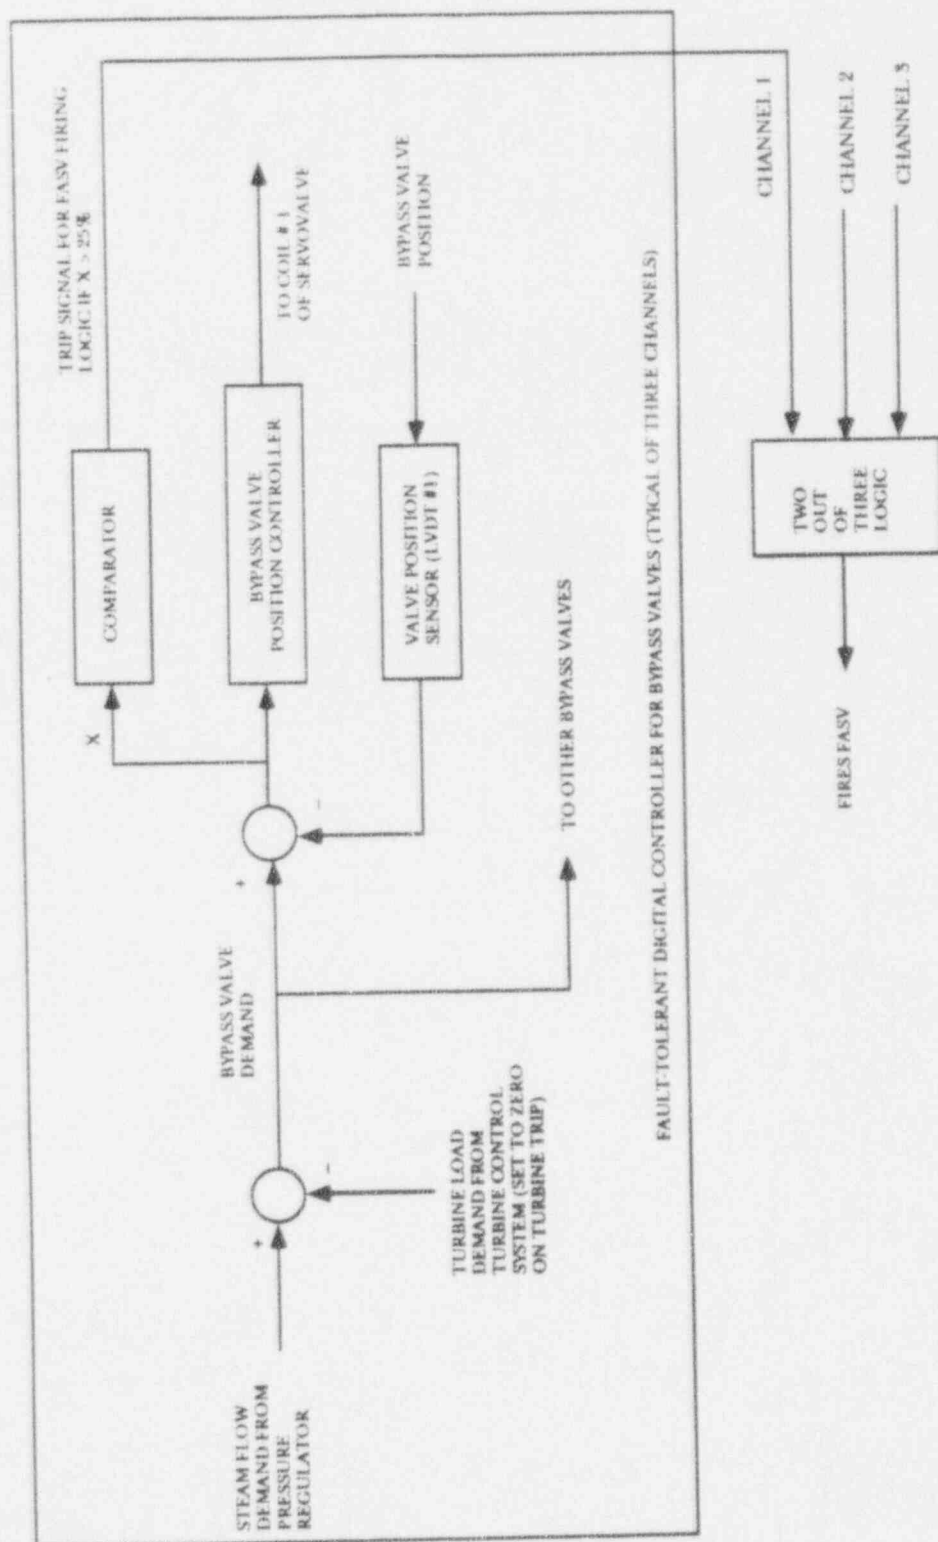 TRIP SIGNAL FOR FASV FIRING
LOGIC IF X > 25%
COMPARATOR
X
TO COIL #1
OF SERVOVALVE
BYPASS VALVE
POSITION CONTROLLER
BYPASS VALVE
POSITION
VALVE POSITION
SENSOR (LVDT #1)
+
-
BYPASS VALVE
DEMAND
TO OTHER BYPASS VALVES
STEAM FLOW
DEMAND FROM
PRESSURE
REGULATOR
+
-
TURBINE LOAD
DEMAND FROM
TURBINE CONTROL
SYSTEM (SET TO ZERO
ON TURBINE TRIP)
FAULT-TOLERANT DIGITAL CONTROLLER FOR BYPASS VALVES (TYICAL OF THREE CHANNELS)
CHANNEL 1
CHANNEL 2
CHANNEL 3
TWO
OUT
OF
THREE
LOGIC
FIRES FASV